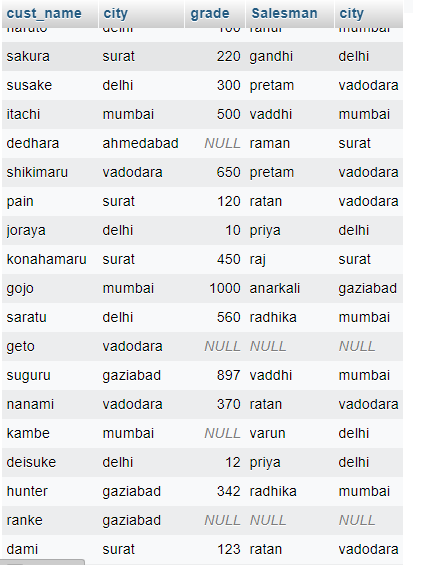 cust_name city grade Salesman city
naruto delhi 100 rahul mumbai
sakura surat 220 gandhi delhi
susake delhi 300 pretam vadodara
itachi mumbai 500 vaddhi mumbai
dedhara ahmedabad NULL raman surat
shikimaru vadodara 650 pretam vadodara
pain surat 120 ratan vadodara
joraya delhi 10 priya delhi
konahamaru surat 450 raj surat
gojo mumbai 1000 anarkali gaziabad
saratu delhi 560 radhika mumbai
geto vadodara NULL NULL NULL
suguru gaziabad 897 vaddhi mumbai
nanami vadodara 370 ratan vadodara
kambe mumbai NULL varun delhi
deisuke delhi 12 priya delhi
hunter gaziabad 342 radhika mumbai
ranke gaziabad NULL NULL NULL
dami surat 123 ratan vadodara